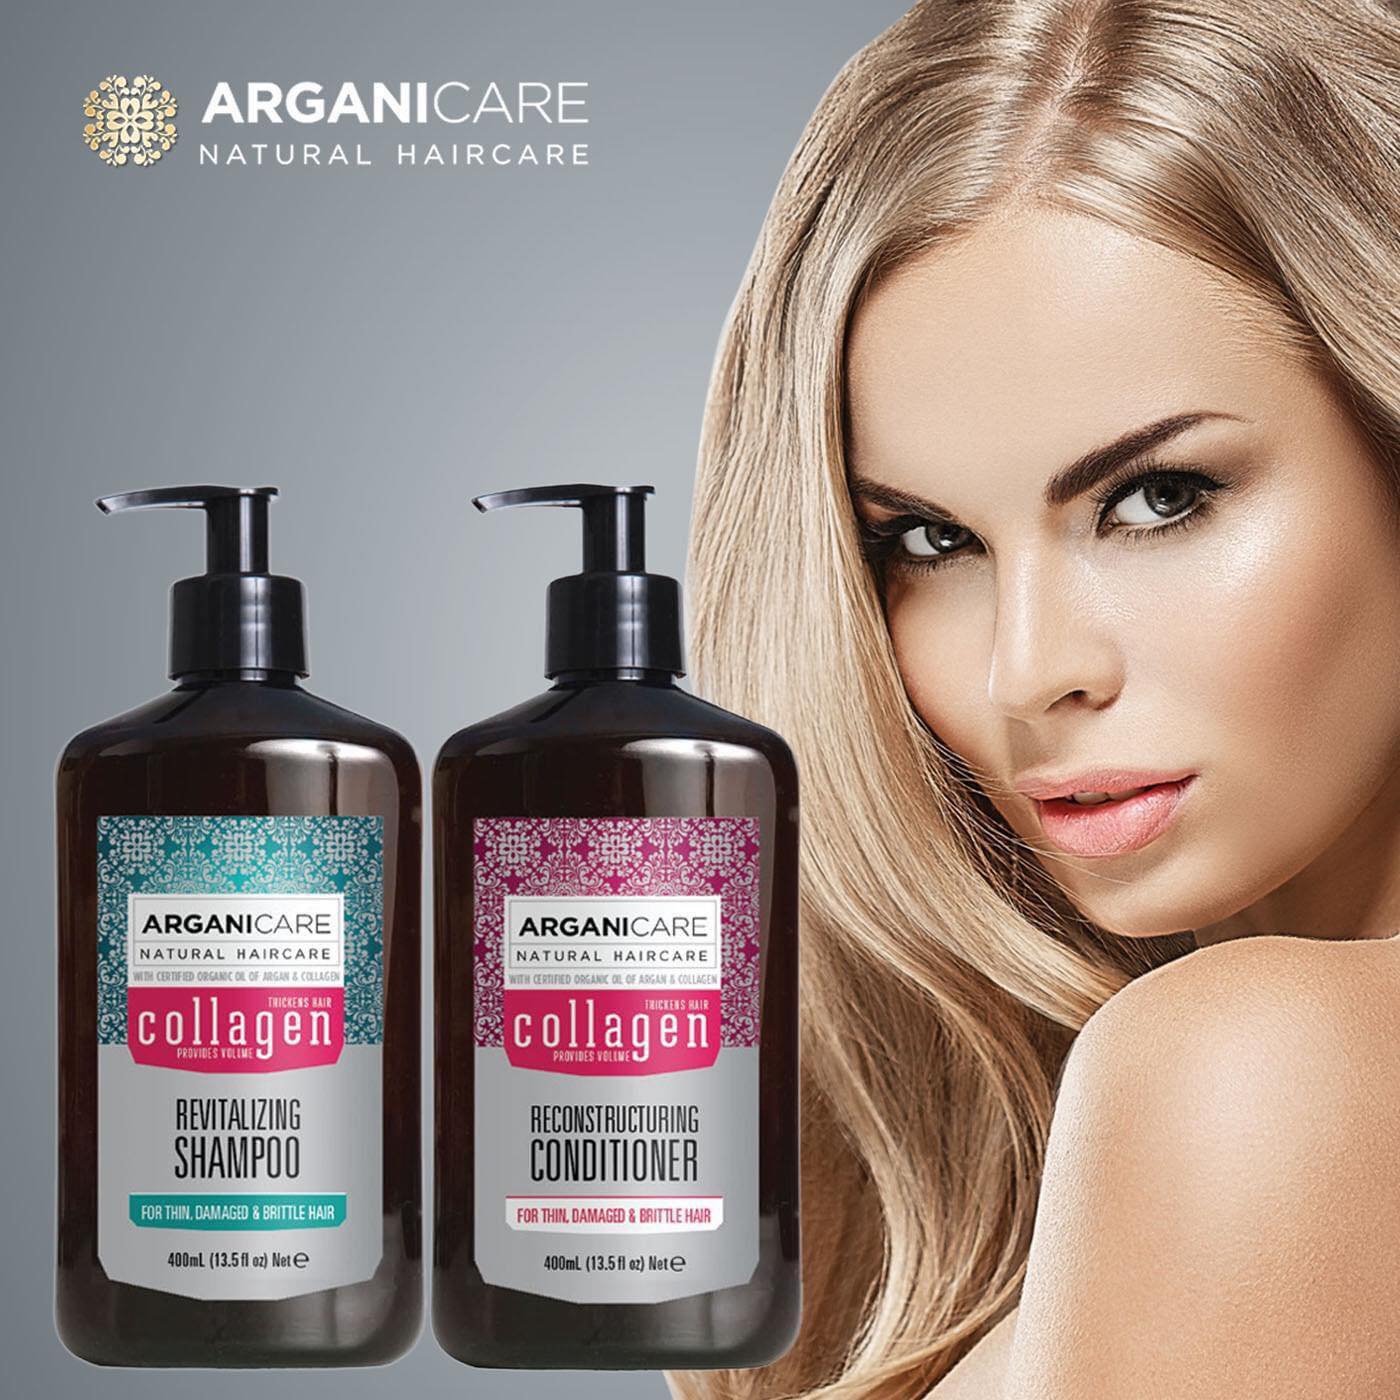 ARGANICARE
NATURAL HAIRCARE
ARGANICARE
NATURAL HAIRCARE
WITH CERTIFIED ORGANIC OIL OF ARGAN & COLLAGEN
THICKENS HAIR
collagen
PROVIDES VOLUME
REVITALIZING
SHAMPOO
FOR THIN, DAMAGED & BRITTLE HAIR
400mL (13.5 fl oz) Net ℮
ARGANICARE
NATURAL HAIRCARE
WITH CERTIFIED ORGANIC OIL OF ARGAN & COLLAGEN
THICKENS HAIR
collagen
PROVIDES VOLUME
RECONSTRUCTURING
CONDITIONER
FOR THIN, DAMAGED & BRITTLE HAIR
400mL (13.5 fl oz) Net ℮